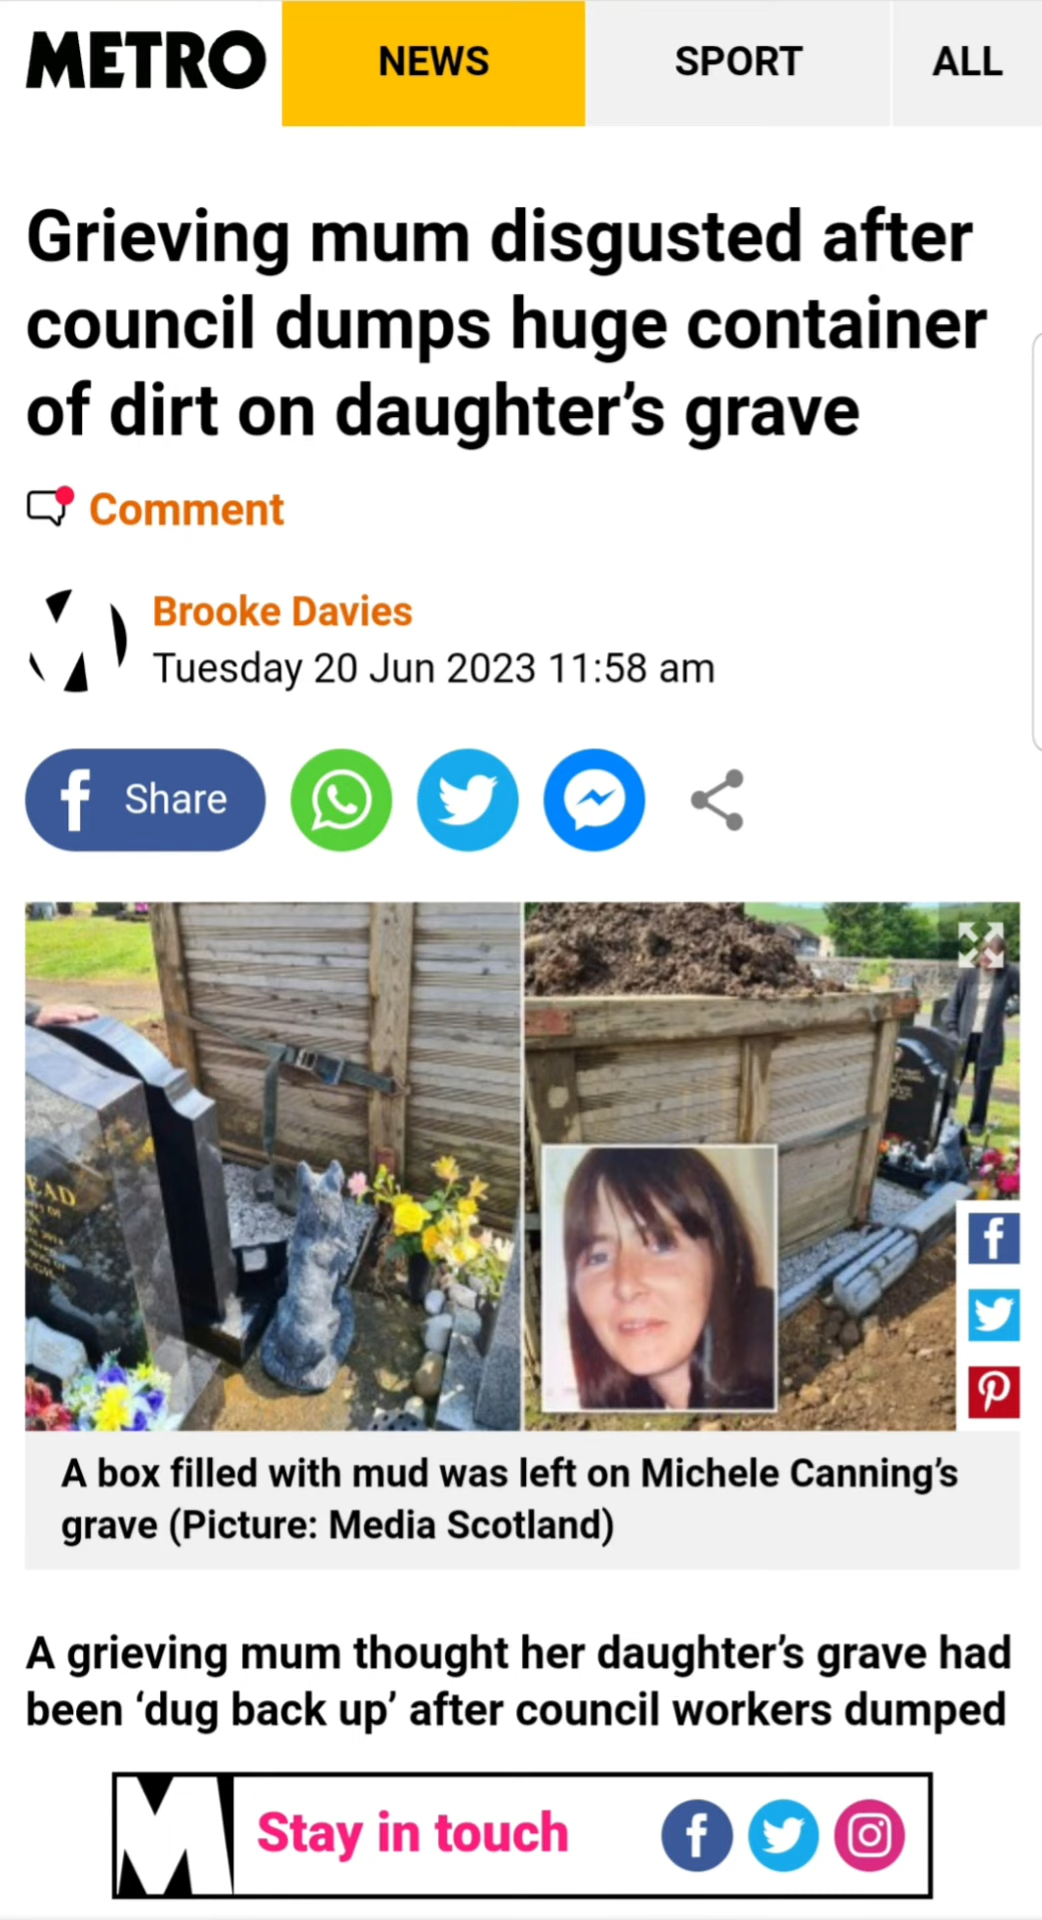 METRO
NEWS
SPORT
ALL
Grieving mum disgusted after
council dumps huge container
of dirt on daughter’s grave
Comment
Brooke Davies
Tuesday 20 Jun 2023 11:58 am
Share
EAD
A box filled with mud was left on Michele Canning’s
grave (Picture: Media Scotland)
A grieving mum thought her daughter’s grave had
been ‘dug back up’ after council workers dumped
M
Stay in touch